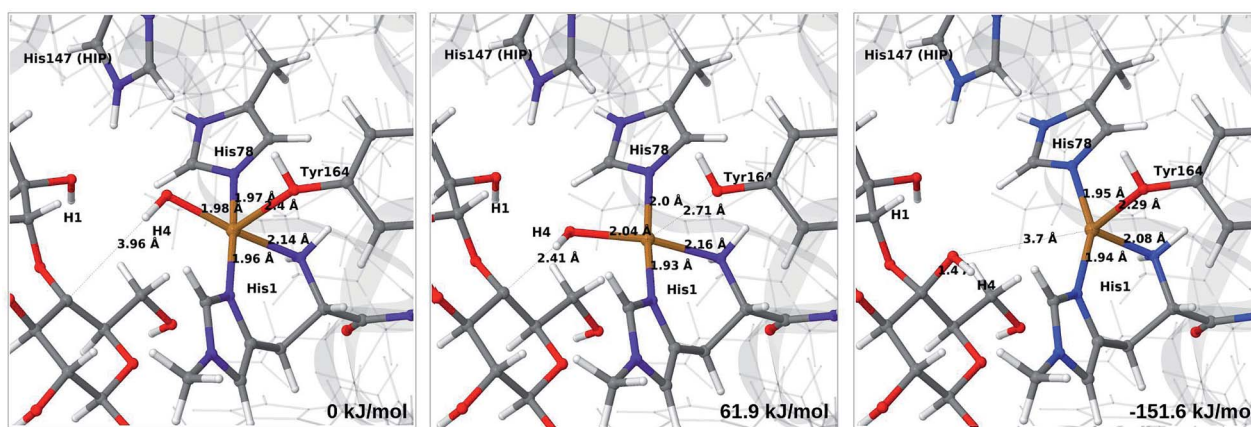 His147 (HIP)
His78
Tyr164
1.97 Å
1.98 Å
2.4 Å
H1
H4
3.96 Å
2.14 Å
1.96 Å
His1
0 kJ/mol
His147 (HIP)
His78
Tyr164
2.0 Å
2.71 Å
H1
H4
2.04 Å
2.16 Å
2.41 Å
1.93 Å
His1
61.9 kJ/mol
His147 (HIP)
His78
Tyr164
1.95 Å
2.29 Å
H1
3.7 Å
2.08 Å
1.94 Å
H4
His1
-151.6 kJ/mol